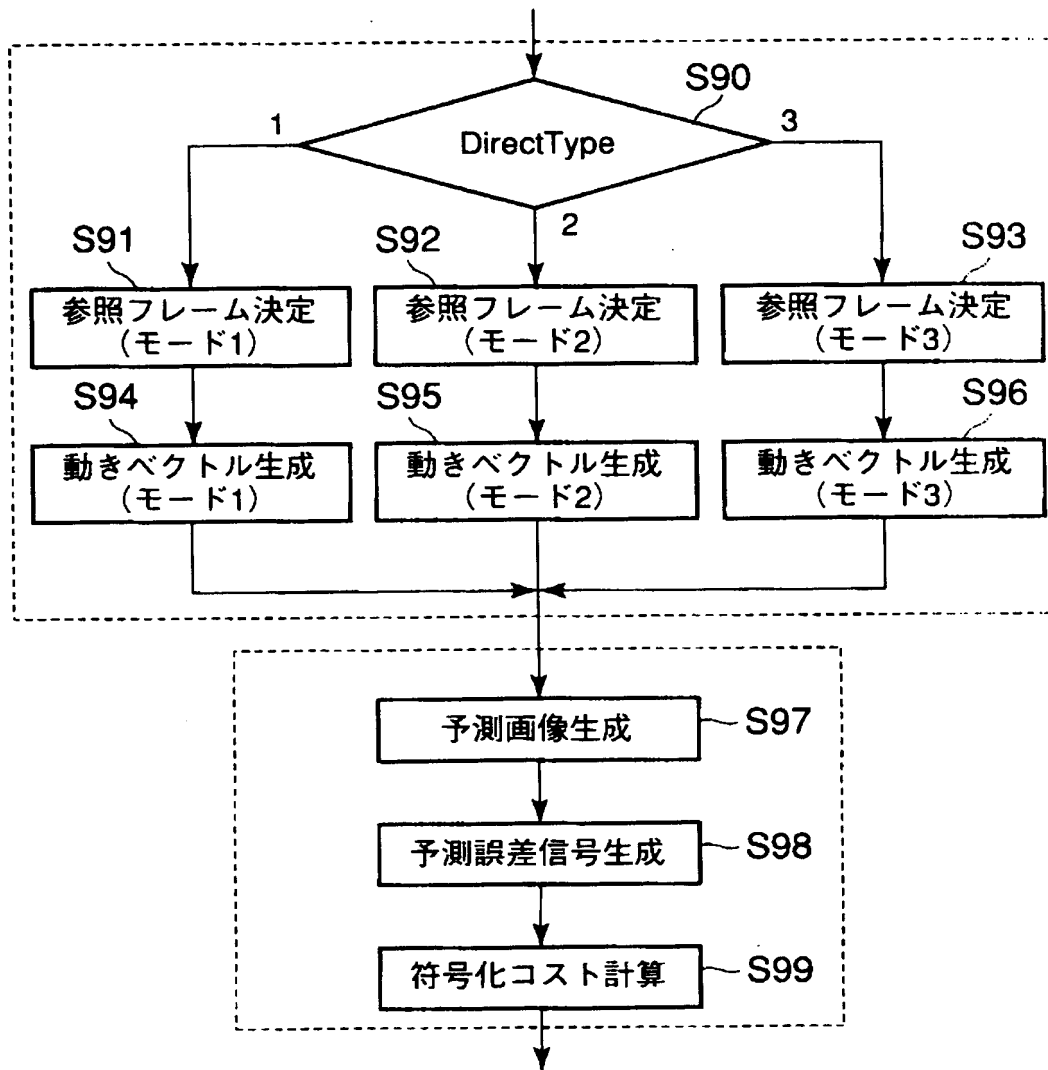 S90
1
DirectType
3
2
S91
S92
S93
参照フレーム決定
(モード1)
参照フレーム決定
(モード2)
参照フレーム決定
(モード3)
S94
S95
S96
動きベクトル生成
(モード1)
動きベクトル生成
(モード2)
動きベクトル生成
(モード3)
予測画像生成
S97
予測誤差信号生成
S98
符号化コスト計算
S99